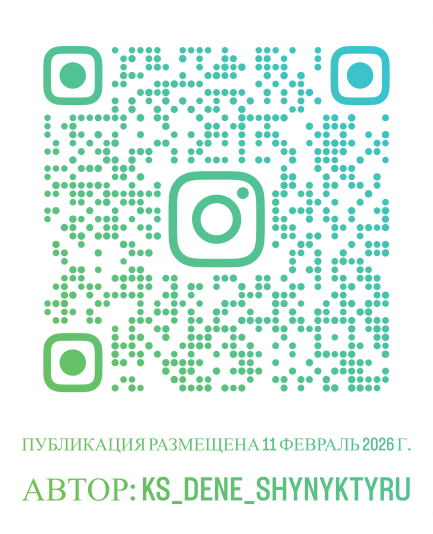 ПУБЛИКАЦИЯ РАЗМЕЩЕНА 11 ФЕВРАЛЬ 2026 Г.
АВТОР: KS_DENE_SHYNYKTYRU